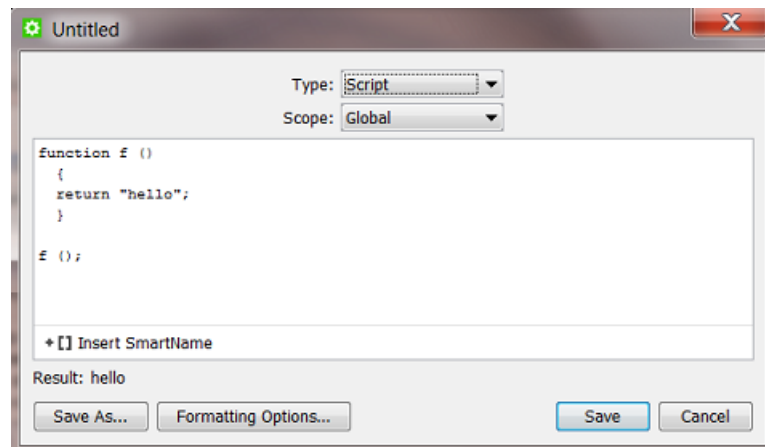 Untitled
Type: Script
Scope: Global
function f ()
  {
  return "hello";
  }
f ();
+[] Insert SmartName
Result: hello
Save As... Formatting Options... Save Cancel